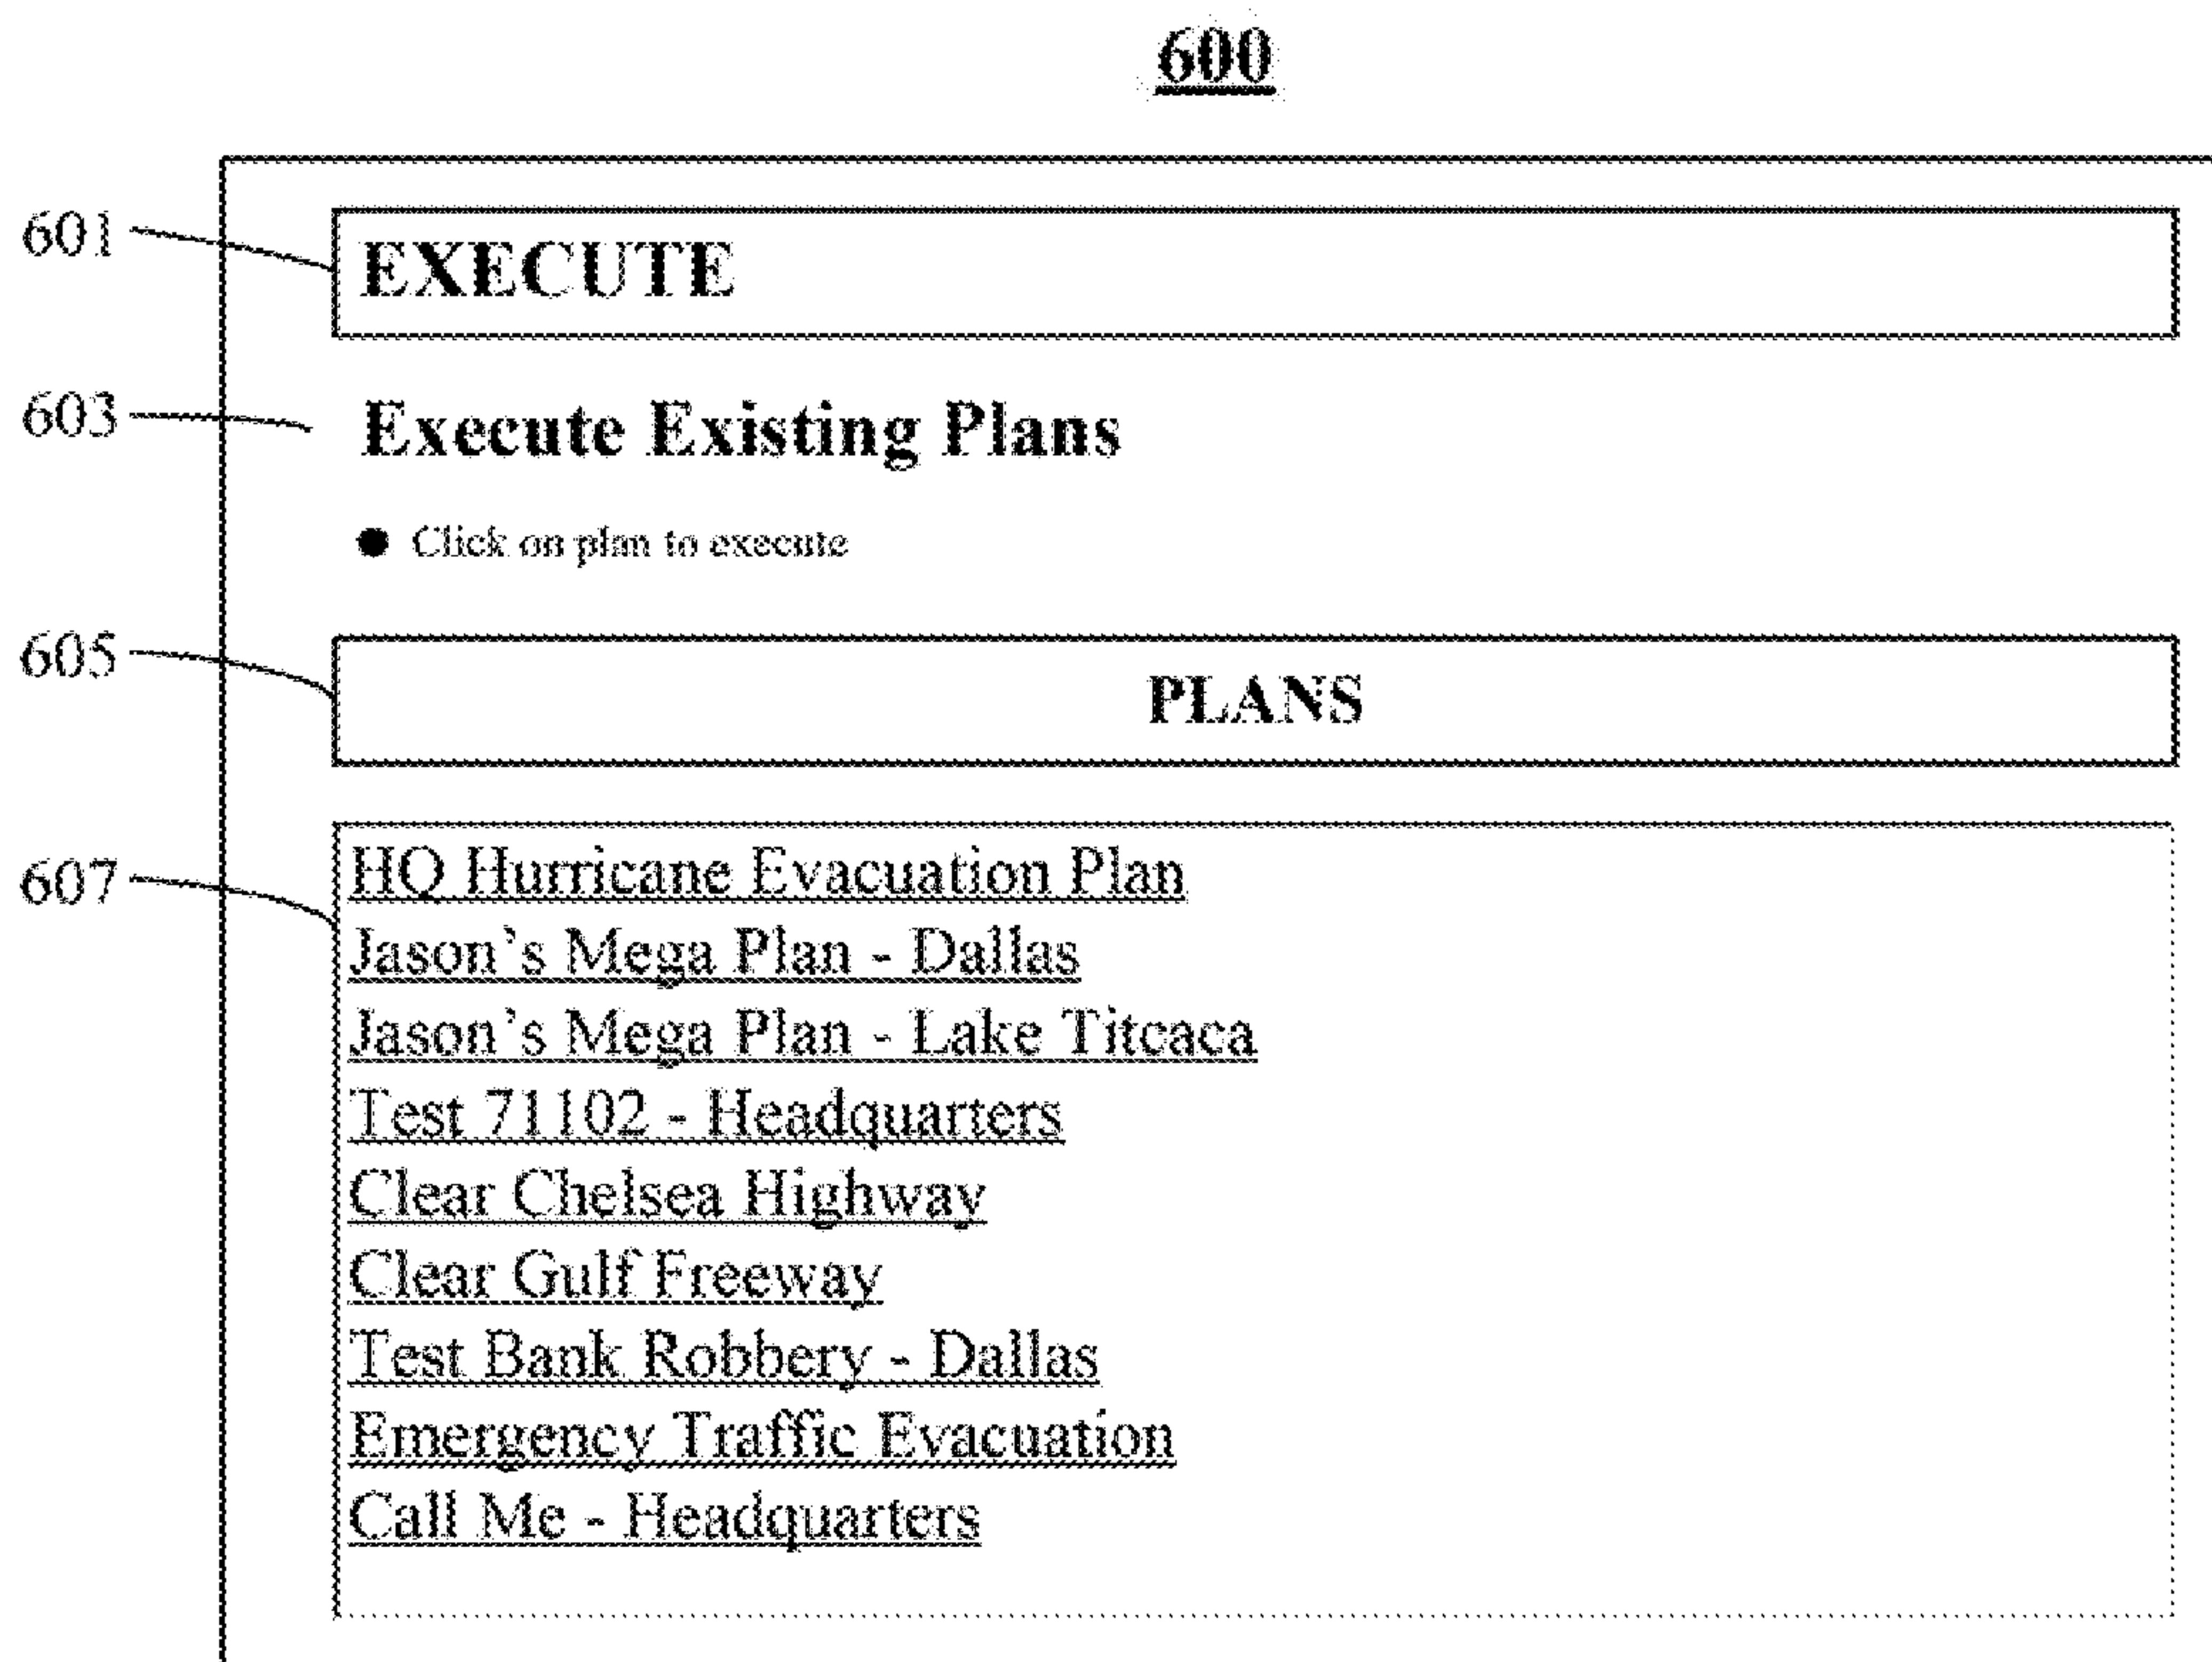 600
601
EXECUTE
603
Execute Existing Plans
● Click on plan to execute
605
PLANS
607
HQ Hurricane Evacuation Plan
Jason's Mega Plan - Dallas
Jason's Mega Plan - Lake Titcaca
Test 71102 - Headquarters
Clear Chelsea Highway
Clear Gulf Freeway
Test Bank Robbery - Dallas
Emergency Traffic Evacuation
Call Me - Headquarters